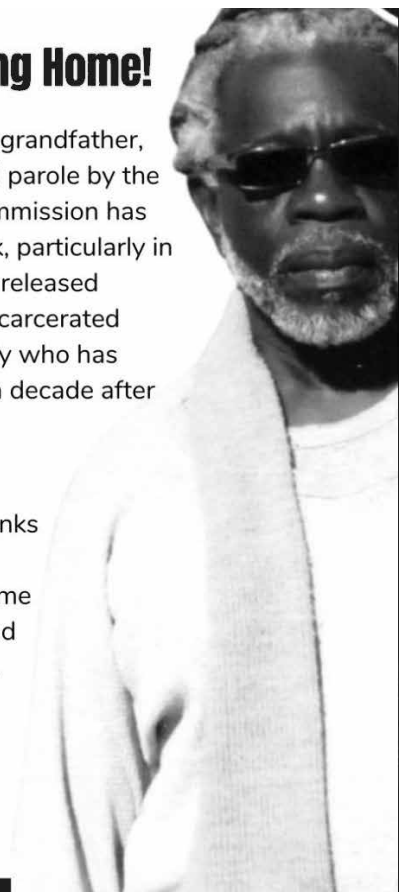 ng Home!
grandfather,
parole by the
mmission has
k, particularly in
released
carcerated
y who has
decade after
nks
me
d